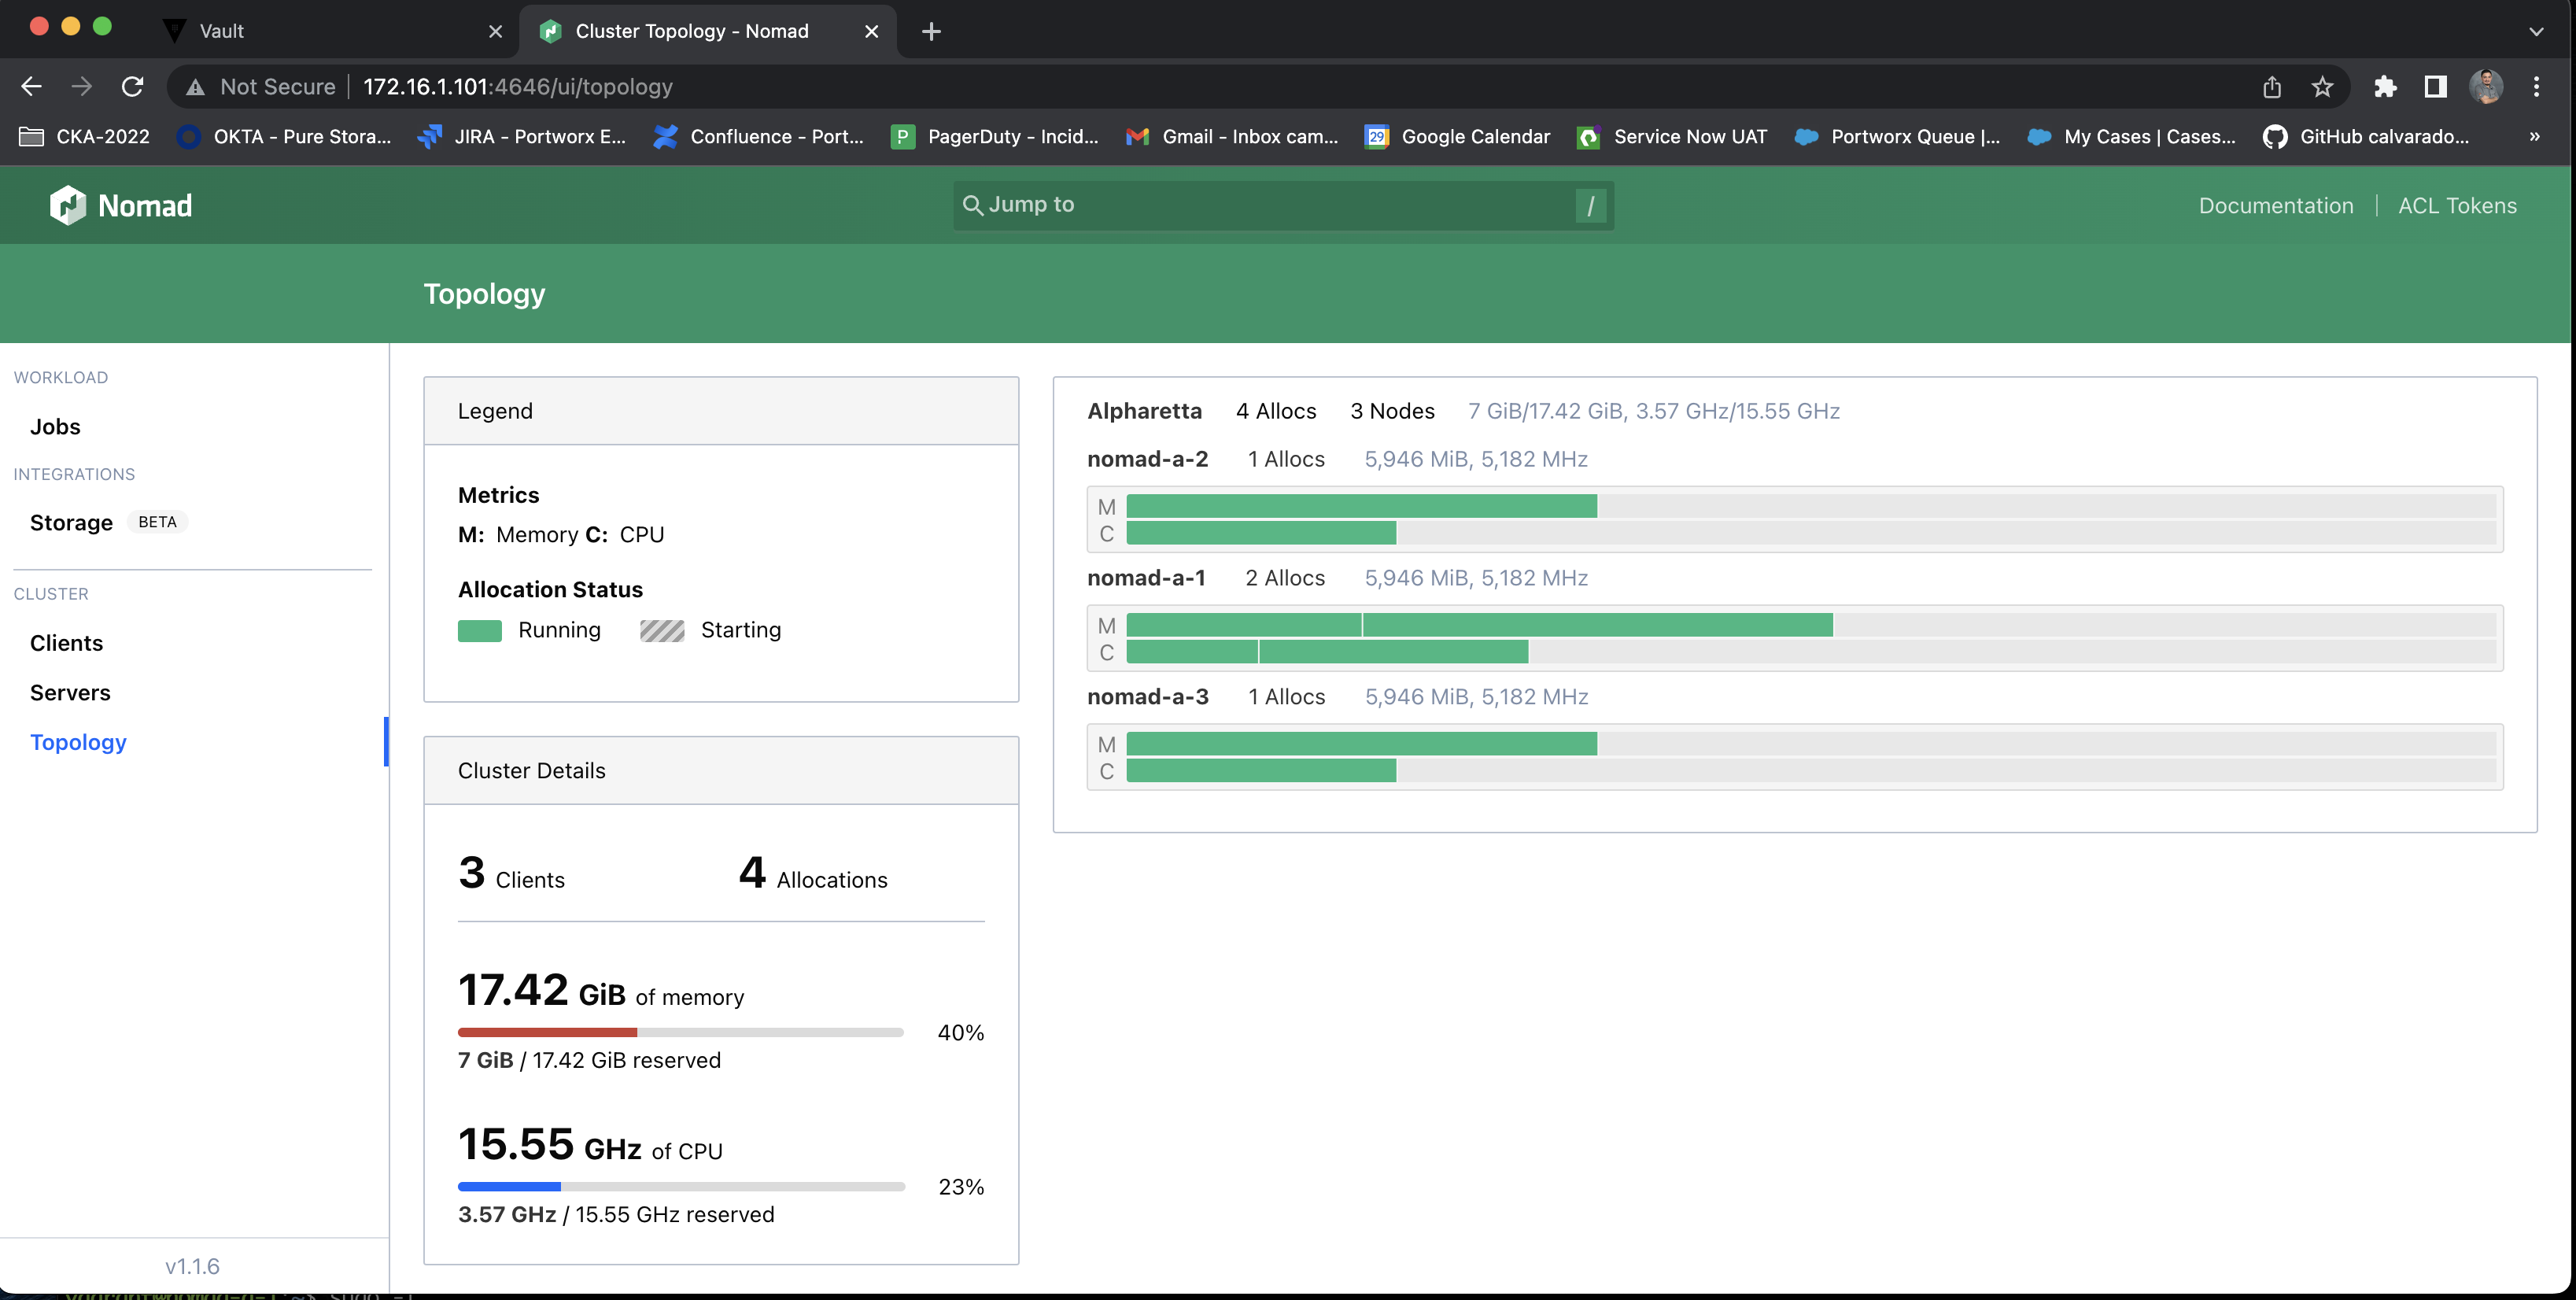 Vault
Cluster Topology - Nomad
Not Secure
172.16.1.101:4646/ui/topology
CKA-2022
OKTA - Pure Stora...
JIRA - Portworx E...
Confluence - Port...
PagerDuty - Incid...
Gmail - Inbox cam...
Google Calendar
Service Now UAT
Portworx Queue |...
My Cases | Cases...
GitHub calvarado...
»
Nomad
Jump to
/
Documentation
ACL Tokens
Topology
WORKLOAD
Jobs
INTEGRATIONS
Storage BETA
CLUSTER
Clients
Servers
Topology
v1.1.6
Legend
Metrics
M: Memory C: CPU
Allocation Status
Running Starting
Cluster Details
3 Clients 4 Allocations
17.42 GiB of memory
40%
7 GiB / 17.42 GiB reserved
15.55 GHz of CPU
23%
3.57 GHz / 15.55 GHz reserved
Alpharetta 4 Allocs 3 Nodes 7 GiB/17.42 GiB, 3.57 GHz/15.55 GHz
nomad-a-2 1 Allocs 5,946 MiB, 5,182 MHz
M
C
nomad-a-1 2 Allocs 5,946 MiB, 5,182 MHz
M
C
nomad-a-3 1 Allocs 5,946 MiB, 5,182 MHz
M
C